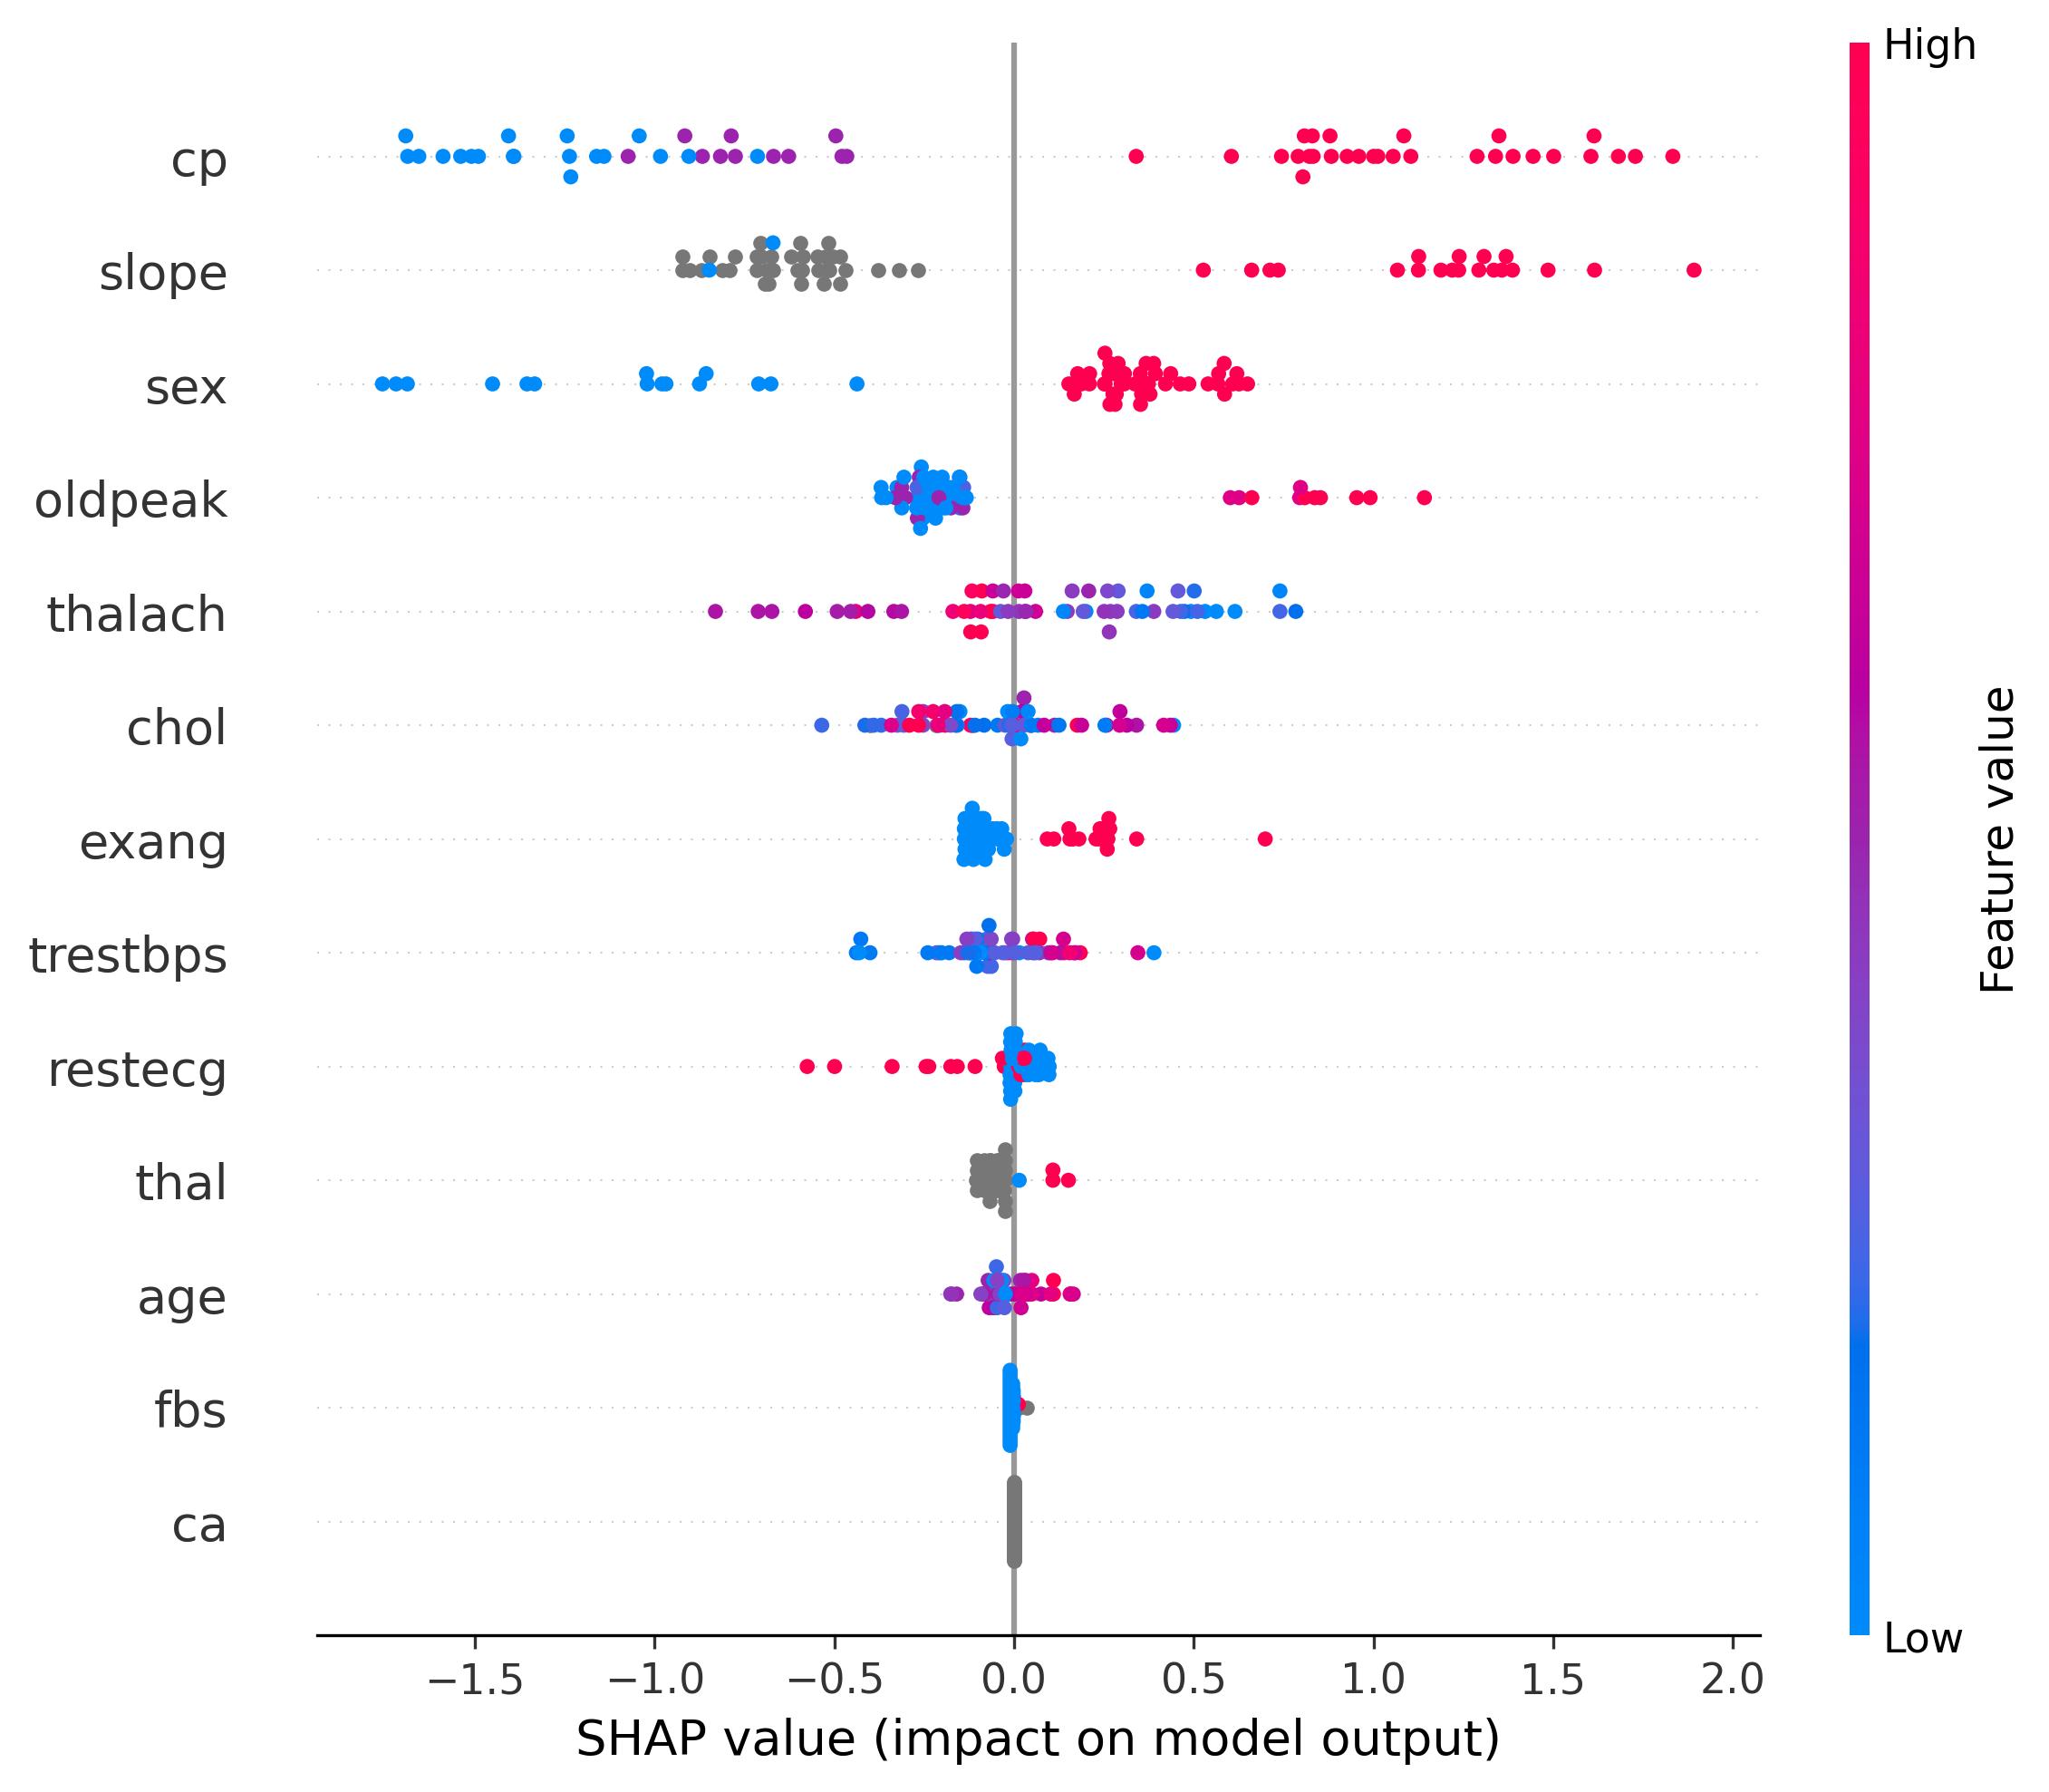 High
cp
slope
sex
oldpeak
thalach
chol
exang
trestbps
restecg
thal
age
fbs
ca
Feature value
Low
−1.5 −1.0 −0.5 0.0 0.5 1.0 1.5 2.0
SHAP value (impact on model output)